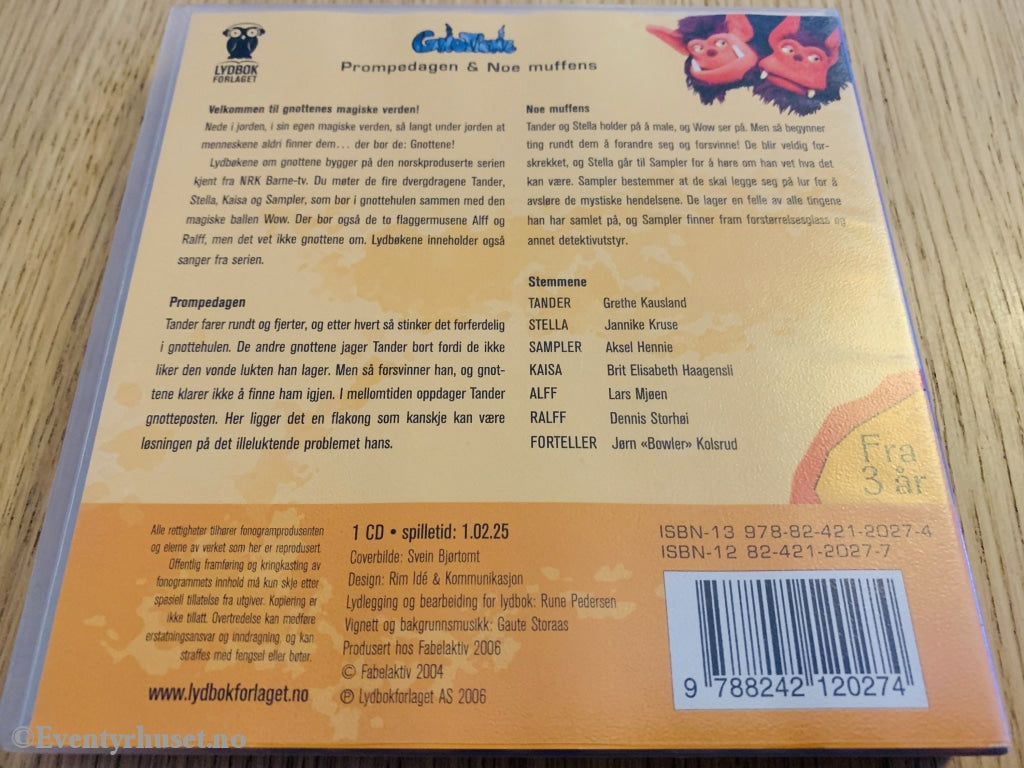 LYDBOK
FORLAGET
Prompedagen & Noe muffens
Velkommen til gnottenes magiske verden!
Nede i jorden, i sin egen magiske verden, så langt under jorden at
menneskene aldri finner dem... der bor de: Gnottene!
Lydbøkene om gnottene bygger på den norskproduserte serien
kjent fra NRK Barne-tv. Du møter de fire dvergdragene Tander,
Stella, Kaisa og Sampler, som bor i gnottehulen sammen med den
magiske ballen Wow. Der bor også de to flaggermusene Alff og
Ralff, men det vet ikke gnottene om. Lydbøkene inneholder også
sanger fra serien.
Prompedagen
Tander farer rundt og fjerter, og etter hvert så stinker det forferdelig
i gnottehulen. De andre gnottene jager Tander bort fordi de ikke
liker den vonde lukten han lager. Men så forsvinner han, og gnot-
tene klarer ikke å finne ham igjen. I mellomtiden oppdager Tander
gnotteposten. Her ligger det en flakong som kanskje kan være
løsningen på det illeluktende problemet hans.
Noe muffens
Tander og Stella holder på å male, og Wow ser på. Men så begynner
ting rundt dem å forandre seg og forsvinne! De blir veldig for-
skrekket, og Stella går til Sampler for å høre om han vet hva det
kan være. Sampler bestemmer at de skal legge seg på lur for å
avsløre de mystiske hendelsene. De lager en felle av alle tingene
han har samlet på, og Sampler finner fram forstørrelsesglass og
annet detektivutstyr.
Stemmene
TANDER Grethe Kausland
STELLA Jannike Kruse
SAMPLER Aksel Hennie
KAISA Brit Elisabeth Haagensli
ALFF Lars Mjøen
RALFF Dennis Storhøi
FORTELLER Jørn «Bowler» Kolsrud
Fra
3 år
Alle rettigheter tilhører fonogramprodusenten
og eierne av verket som her er reprodusert.
Offentlig framføring og kringkasting av
fonogrammets innhold må kun skje etter
spesiell tillatelse fra utgiver. Kopiering er
ikke tillatt. Overtredelse kan medføre
erstatningsansvar og inndragning, og kan
straffes med fengsel eller bøter.
www.lydbokforlaget.no
1 CD • spilletid: 1.02.25
Coverbilde: Svein Bjørtomt
Design: Rim Idé & Kommunikasjon
Lydlegging og bearbeiding for lydbok: Rune Pedersen
Vignett og bakgrunnsmusikk: Gaute Storaas
Produsert hos Fabelaktiv 2006
© Fabelaktiv 2004
℗ Lydbokforlaget AS 2006
ISBN-13 978-82-421-2027-4
ISBN-12 82-421-2027-7
9 788242 120274
©Eventyrhuset.no